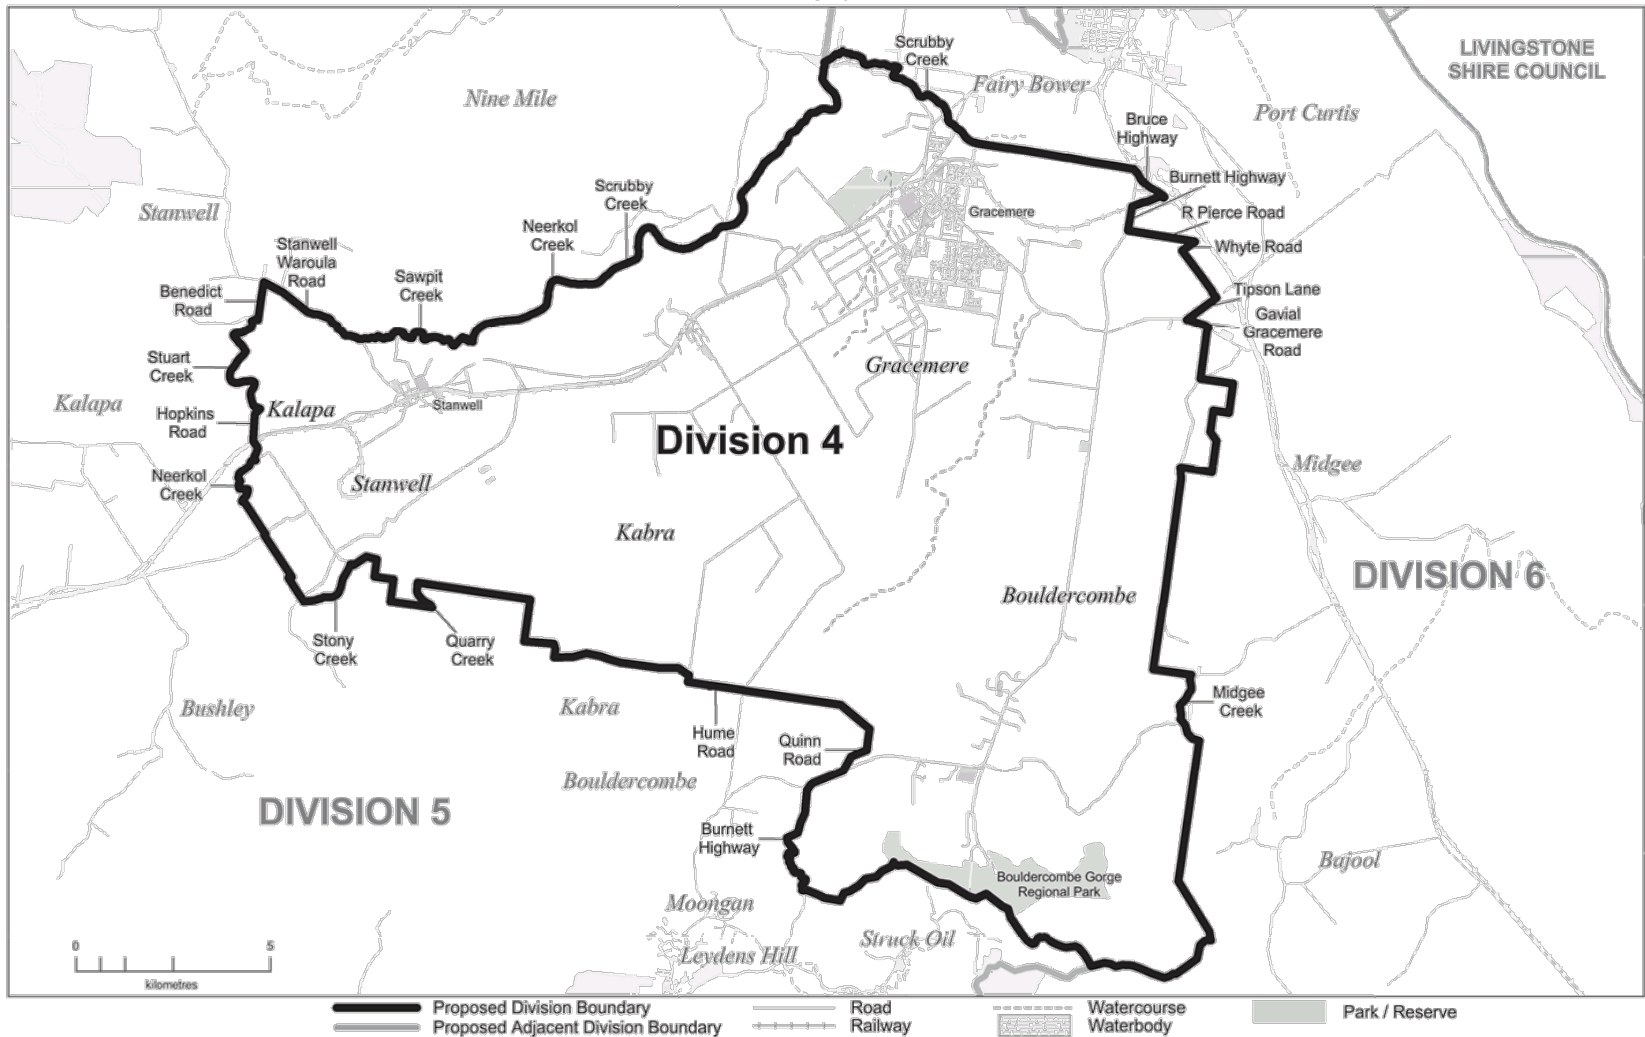 Scrubby
Creek
LIVINGSTONE
SHIRE COUNCIL
Nine Mile
Fairy Bower
Port Curtis
Bruce
Highway
Burnett Highway
Scrubby
Creek
Stanwell
R Pierce Road
Gracemere
Neerkol
Creek
Whyte Road
Stanwell
Waroula
Road
Sawpit
Creek
Benedict
Road
Tipson Lane
Gavial
Gracemere
Road
Stuart
Creek
Gracemere
Kalapa
Kalapa
Stanwell
Hopkins
Road
Division 4
Midgee
Neerkol
Creek
Stanwell
Kabra
DIVISION 6
Bouldercombe
Stony
Creek
Quarry
Creek
Midgee
Creek
Bushley
Kabra
Hume
Road
Quinn
Road
Bouldercombe
DIVISION 5
Burnett
Highway
Bajool
Bouldercombe Gorge
Regional Park
Moongan
Struck Oil
Leydens Hill
0 5
kilometres
Proposed Division Boundary
Proposed Adjacent Division Boundary
Road
Railway
Watercourse
Waterbody
Park / Reserve